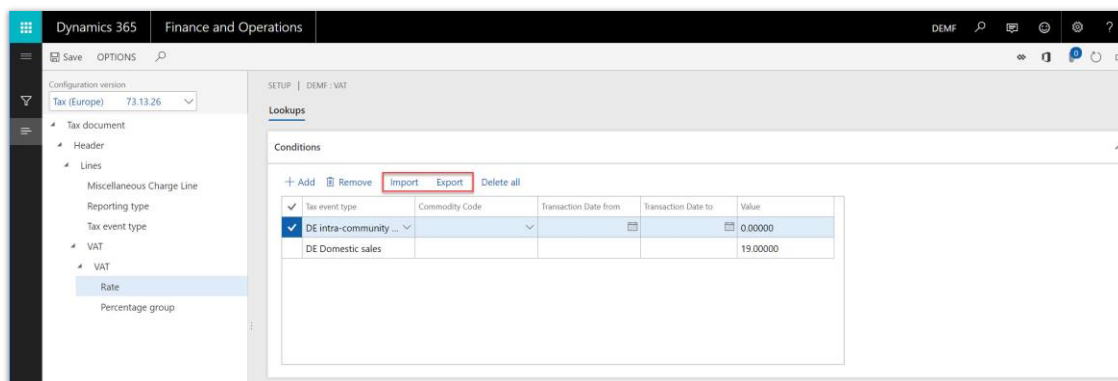 Dynamics 365 Finance and Operations DEMF ?
Save OPTIONS 0
Configuration version
Tax (Europe) 73.13.26
Tax document
Header
Lines
Miscellaneous Charge Line
Reporting type
Tax event type
VAT
VAT
Rate
Percentage group
SETUP | DEMF : VAT
Lookups
Conditions
+ Add Remove Import Export Delete all
Tax event type Commodity Code Transaction Date from Transaction Date to Value
DE intra-community ... 0.00000
DE Domestic sales 19.00000